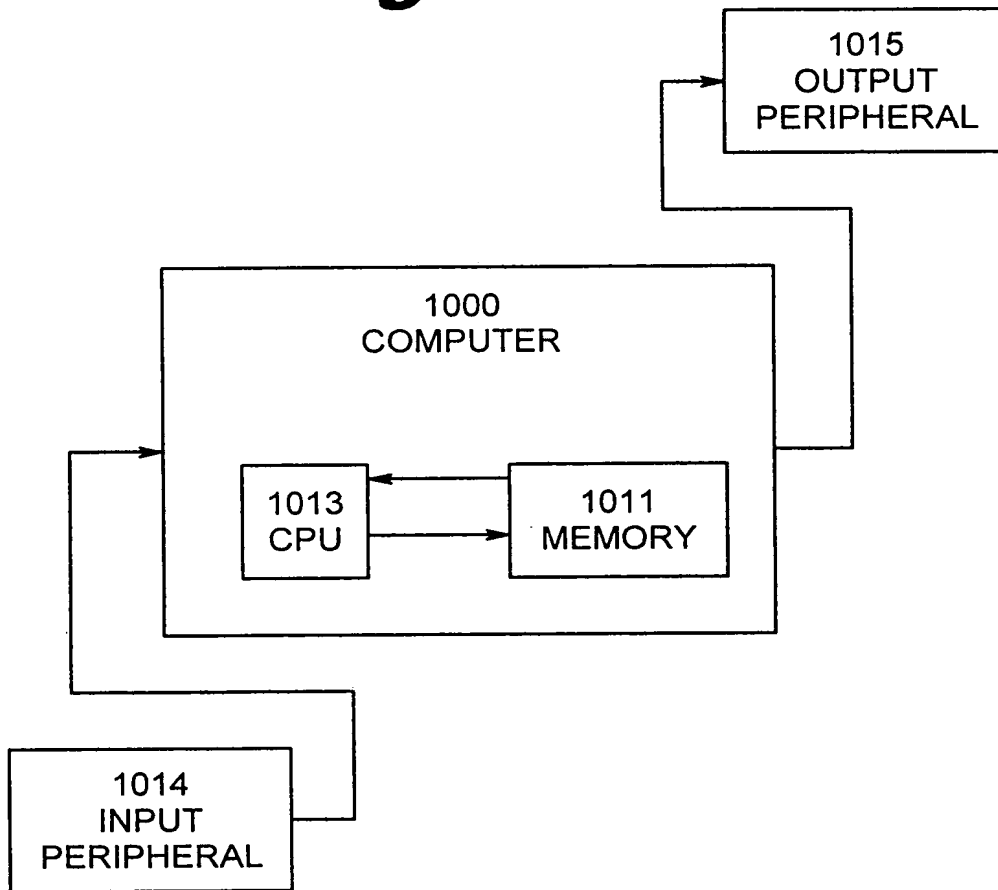 1015
OUTPUT
PERIPHERAL
1000
COMPUTER
1013
CPU
1011
MEMORY
1014
INPUT
PERIPHERAL